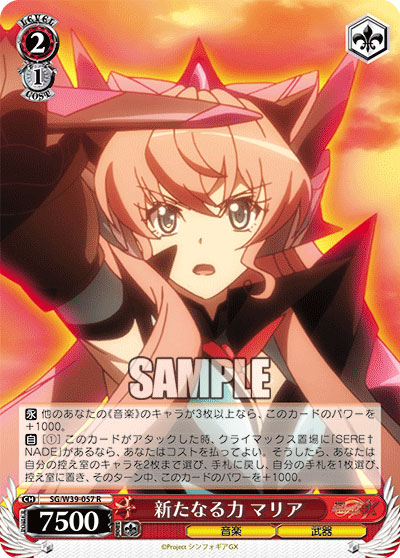 LEVEL
2
1
COST
SAMPLE
永 他のあなたの《音楽》のキャラが3枚以上なら、このカードのパワーを
+1000。
自 [①] このカードがアタックした時、クライマックス置場に「SERE†
NADE」があるなら、あなたはコストを払ってよい。そうしたら、あなたは
自分の控え室のキャラを2枚まで選び、手札に戻し、自分の手札を1枚選び、
控え室に置き、そのターン中、このカードのパワーを+1000。
CH SG/W39-057 R
7500
新たなる力 マリア
音楽
武器
©Project シンフォギアGX